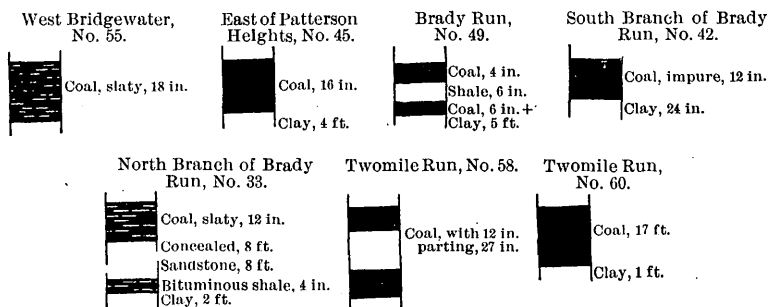 West Bridgewater,
No. 55.
Coal, slaty, 18 in.
East of Patterson
Heights, No. 45.
Coal, 16 in.
Clay, 4 ft.
Brady Run,
No. 49.
Coal, 4 in.
Shale, 6 in.
Coal, 6 in. +
Clay, 5 ft.
South Branch of Brady
Run, No. 42.
Coal, impure, 12 in.
Clay, 24 in.
North Branch of Brady
Run, No. 33.
Coal, slaty, 12 in.
Concealed, 8 ft.
Sandstone, 8 ft.
Bituminous shale, 4 in.
Clay, 2 ft.
Twomile Run, No. 58.
Coal, with 12 in.
parting, 27 in.
Twomile Run,
No. 60.
Coal, 17 ft.
Clay, 1 ft.